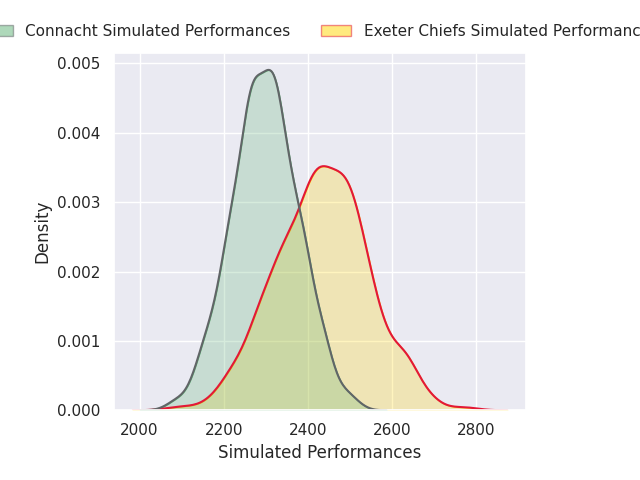 Connacht Simulated Performances
Exeter Chiefs Simulated Performanc
0.005
0.004
0.003
0.002
0.001
0.000
Density
2000 2200 2400 2600 2800
Simulated Performances